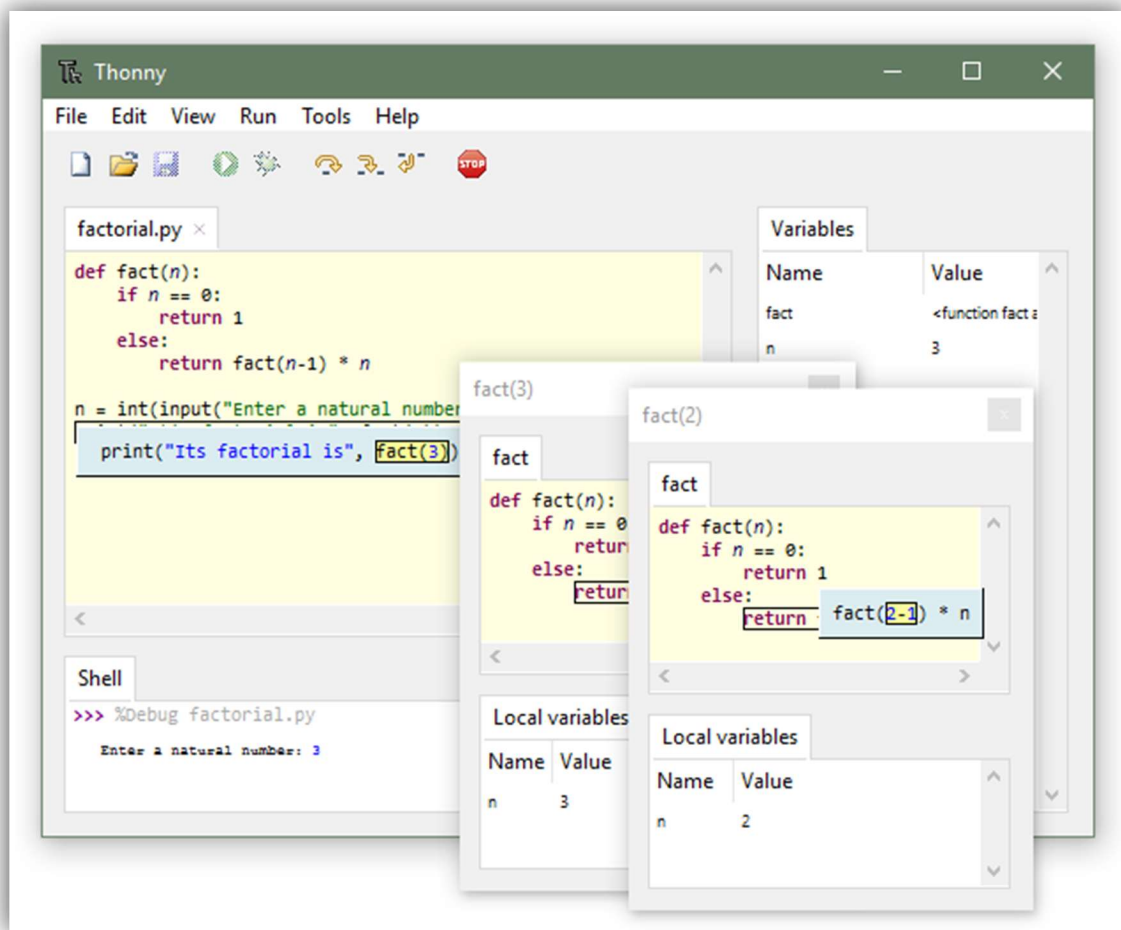 Thonny
File Edit View Run Tools Help
STOP
factorial.py
def fact(n):
if n == 0:
return 1
else:
return fact(n-1) * n
n = int(input("Enter a natural number
print("Its factorial is", fact(3))
Shell
>>> %Debug factorial.py
Enter a natural number: 3
Variables
Name Value
fact <function fact a
n 3
fact(3)
fact
def fact(n):
if n == 0
retur
else:
retur
Local variables
Name Value
n 3
fact(2)
fact
def fact(n):
if n == 0:
return 1
else:
return fact(2-1) * n
Local variables
Name Value
n 2